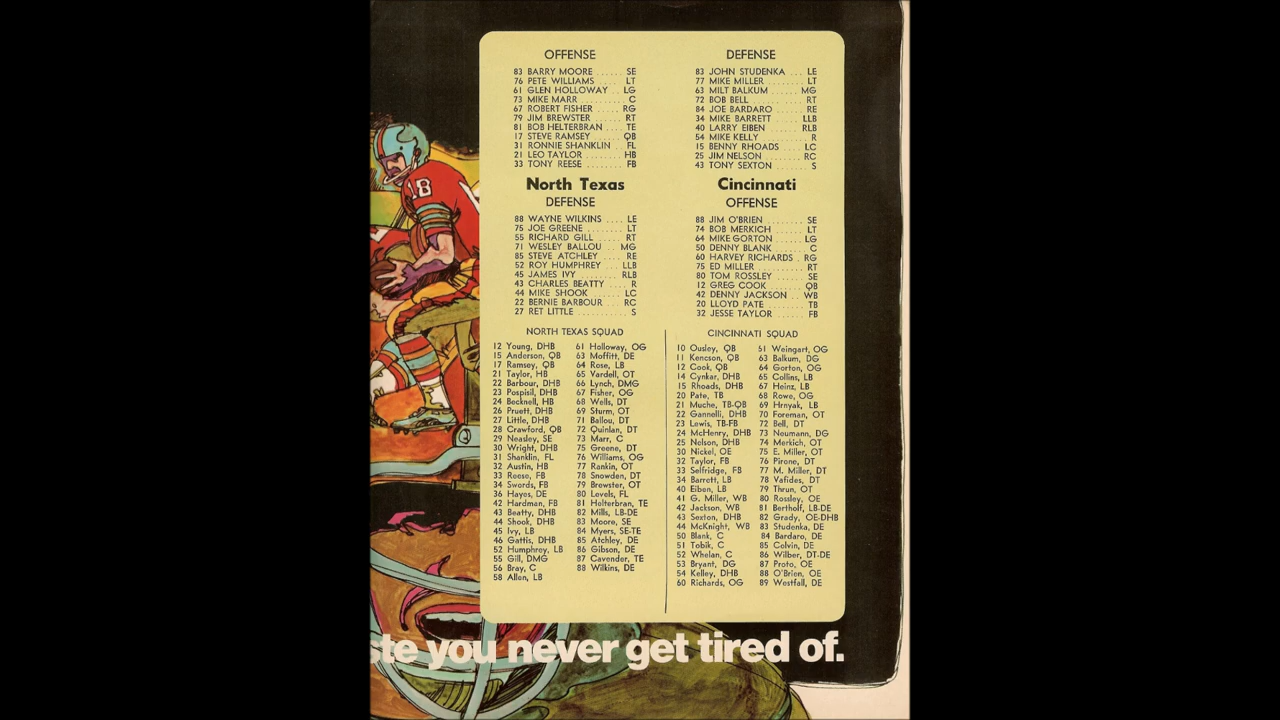 OFFENSE
83 BARRY MOORE ...... SE
76 PETE WILLIAMS ..... LT
61 GLEN HOLLOWAY .. LG
73 MIKE MARR ......... C
67 ROBERT FISHER .... RG
79 JIM BREWSTER ..... RT
81 BOB HELTERBRAN .. TE
17 STEVE RAMSEY ..... QB
31 RONNIE SHANKLIN .. FL
21 LEO TAYLOR ....... HB
33 TONY REESE ....... FB
North Texas
DEFENSE
88 WAYNE WILKINS .... LE
75 JOE GREENE ....... LT
55 RICHARD GILL ..... RT
71 WESLEY BALLOU .. MG
85 STEVE ATCHLEY .... RE
52 ROY HUMPHREY ... LLB
45 JAMES IVY ........ RLB
43 CHARLES BEATTY .... R
44 MIKE SHOOK ...... LC
22 BERNIE BARBOUR ... RC
27 RET LITTLE ......... S
DEFENSE
83 JOHN STUDENKA ... LE
77 MIKE MILLER ....... LT
63 MILT BALKUM ..... MG
72 BOB BELL .......... RT
84 JOE BARDARO ...... RE
34 MIKE BARRETT .... LLB
40 LARRY EIBEN ..... RLB
54 MIKE KELLY ......... R
15 BENNY RHOADS .... LC
25 JIM NELSON ....... RC
43 TONY SEXTON ...... S
Cincinnati
OFFENSE
88 JIM O'BRIEN ....... SE
74 BOB MERKICH ...... LT
64 MIKE GORTON ..... LG
50 DENNY BLANK ...... C
60 HARVEY RICHARDS . RG
75 ED MILLER ........ RT
80 TOM ROSSLEY ..... SE
12 GREG COOK ...... QB
42 DENNY JACKSON .. WB
20 LLOYD PATE ....... TB
32 JESSE TAYLOR ..... FB
NORTH TEXAS SQUAD
12 Young, DHB
15 Anderson, QB
17 Ramsey, QB
21 Taylor, HB
22 Barbour, DHB
23 Pospisil, DHB
24 Becknell, HB
26 Pruett, DHB
27 Little, DHB
28 Crawford, QB
29 Neasley, SE
30 Wright, DHB
31 Shanklin, FL
32 Austin, HB
33 Reese, FB
34 Swords, FB
36 Hayes, DE
42 Hardman, FB
43 Beatty, DHB
44 Shook, DHB
45 Ivy, LB
46 Gattis, DHB
52 Humphrey, LB
55 Gill, DMG
56 Bray, C
58 Allen, LB
61 Holloway, OG
63 Moffitt, DE
64 Rose, LB
65 Vardell, OT
66 Lynch, DMG
67 Fisher, OG
68 Wells, DT
69 Sturm, OT
71 Ballou, DT
72 Quinlan, DT
73 Marr, C
75 Greene, DT
76 Williams, OG
77 Rankin, OT
78 Snowden, DT
79 Brewster, OT
80 Levels, FL
81 Helterbran, TE
82 Mills, LB-DE
83 Moore, SE
84 Myers, SE-TE
85 Atchley, DE
86 Gibson, DE
87 Cavender, TE
88 Wilkins, DE
CINCINNATI SQUAD
10 Ousley, QB
11 Kencson, QB
12 Cook, QB
14 Cynkar, DHB
15 Rhoads, DHB
20 Pate, TB
21 Muche, TB-QB
22 Gannelli, DHB
23 Lewis, TB-FB
24 McHenry, DHB
25 Nelson, DHB
30 Nickel, OE
32 Taylor, FB
33 Selfridge, FB
34 Barrett, LB
40 Eiben, LB
41 G. Miller, WB
42 Jackson, WB
43 Sexton, DHB
44 McKnight, WB
50 Blank, C
51 Tobik, C
52 Whelan, C
53 Bryant, DG
54 Kelley, DHB
60 Richards, OG
51 Weingart, OG
63 Balkum, DG
64 Gorton, OG
65 Collins, LB
67 Heinz, LB
68 Rowe, OG
69 Hrnyak, LB
70 Foreman, OT
72 Bell, DT
73 Neumann, DG
74 Merkich, OT
75 E. Miller, OT
76 Pirone, DT
77 M. Miller, DT
78 Vafides, DT
79 Thrun, OT
80 Rossley, OE
81 Bertholf, LB-DE
82 Grady, OE-DHB
83 Studenka, DE
84 Bardaro, DE
85 Colvin, DE
86 Wilber, DT-DE
87 Proto, OE
88 O'Brien, OE
89 Westfall, DE
ste you never get tired of.
18